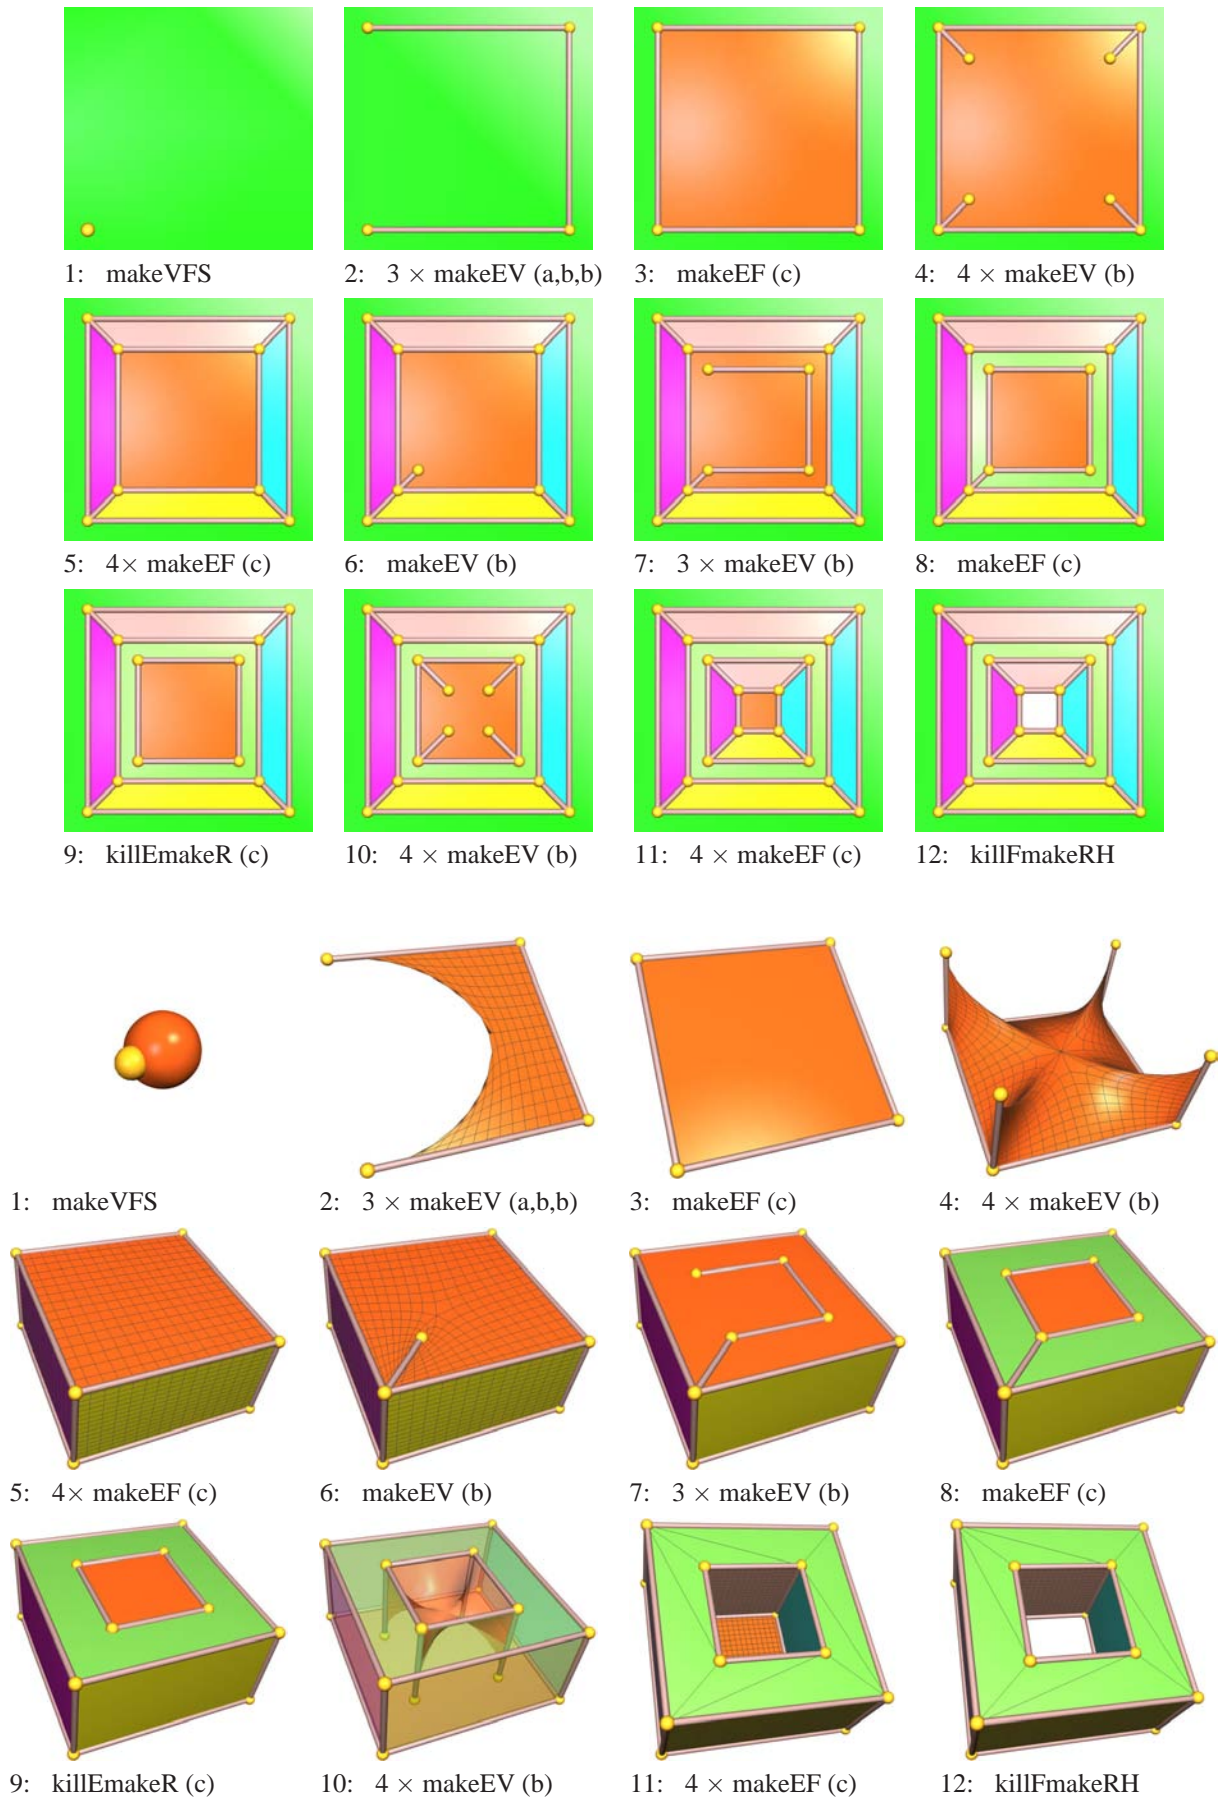 1: makeVFS
2: 3 × makeEV (a,b,b)
3: makeEF (c)
4: 4 × makeEV (b)
5: 4× makeEF (c)
6: makeEV (b)
7: 3 × makeEV (b)
8: makeEF (c)
9: killEmakeR (c)
10: 4 × makeEV (b)
11: 4 × makeEF (c)
12: killFmakeRH
1: makeVFS
2: 3 × makeEV (a,b,b)
3: makeEF (c)
4: 4 × makeEV (b)
5: 4× makeEF (c)
6: makeEV (b)
7: 3 × makeEV (b)
8: makeEF (c)
9: killEmakeR (c)
10: 4 × makeEV (b)
11: 4 × makeEF (c)
12: killFmakeRH